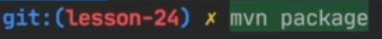 git:(lesson-24) ✗ mvn package